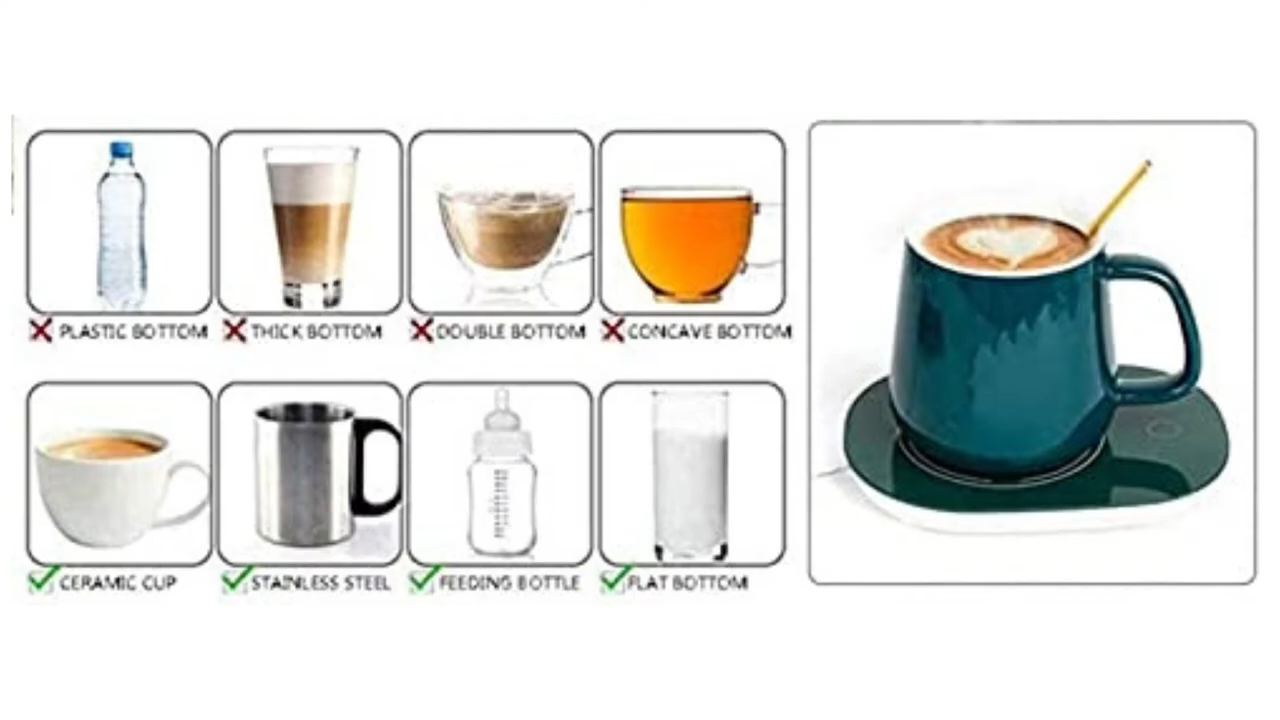 PLASTIC BOTTOM
THICK BOTTOM
DOUBLE BOTTOM
CONCAVE BOTTOM
CERAMIC CUP
STAINLESS STEEL
FEEDING BOTTLE
FLAT BOTTOM